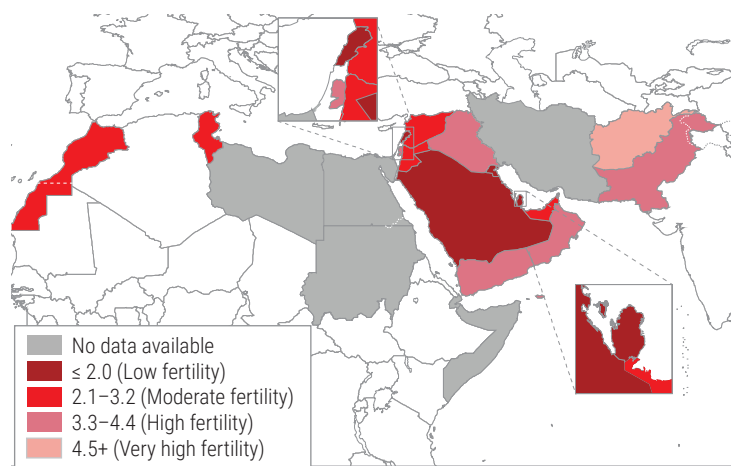 No data available
≤ 2.0 (Low fertility)
2.1–3.2 (Moderate fertility)
3.3–4.4 (High fertility)
4.5+ (Very high fertility)